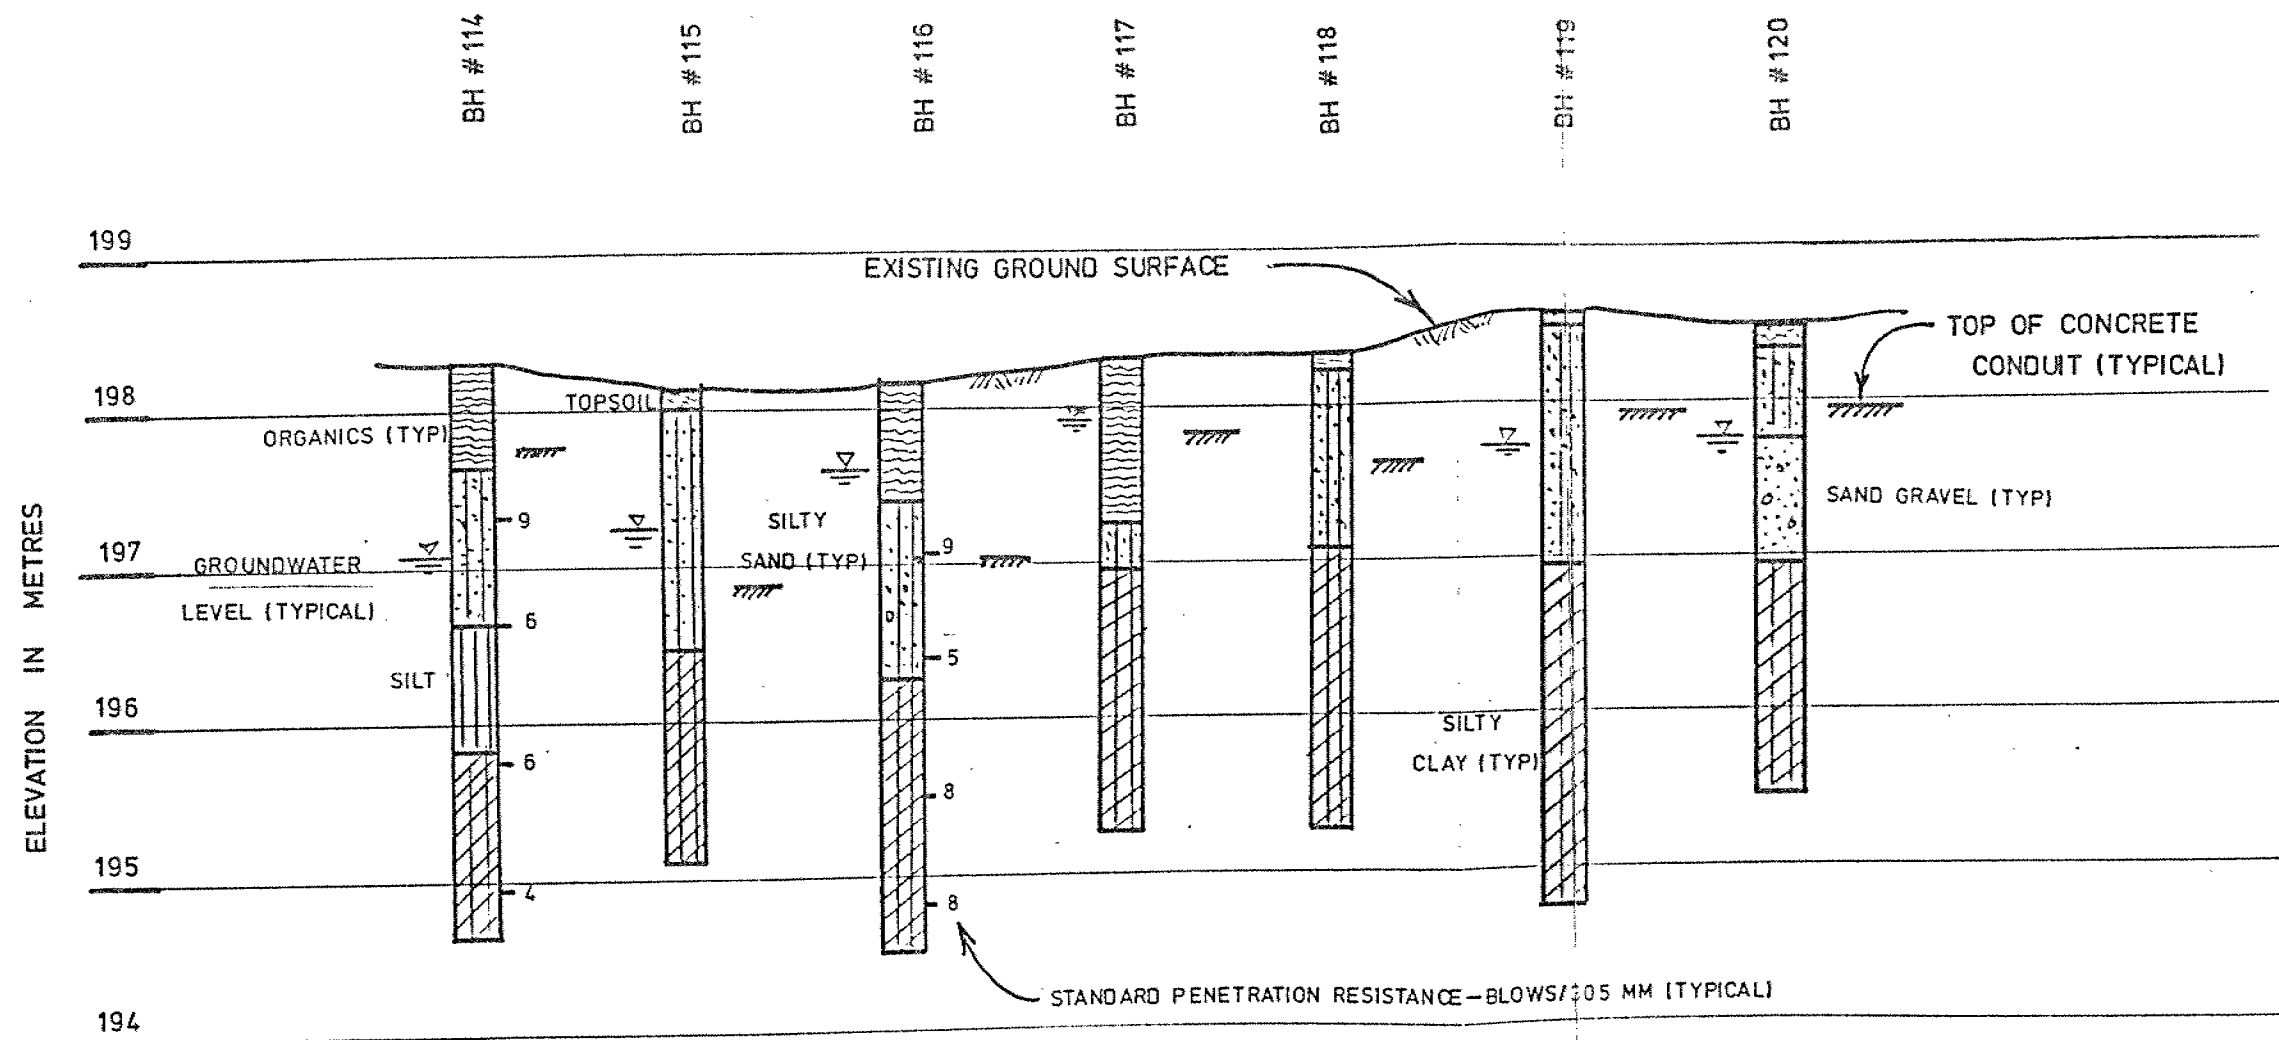 BH #114
BH #115
BH #116
BH #117
BH #118
BH #119
BH #120
199
EXISTING GROUND SURFACE
TOP OF CONCRETE
CONDUIT (TYPICAL)
198
TOPSOIL
ORGANICS (TYP)
SAND GRAVEL (TYP)
9
SILTY
SAND (TYP)
9
197
GROUNDWATER
LEVEL (TYPICAL)
6
5
SILT
196
SILTY
CLAY (TYP)
6
8
195
4
8
STANDARD PENETRATION RESISTANCE-BLOWS/305 MM (TYPICAL)
194
ELEVATION IN METRES